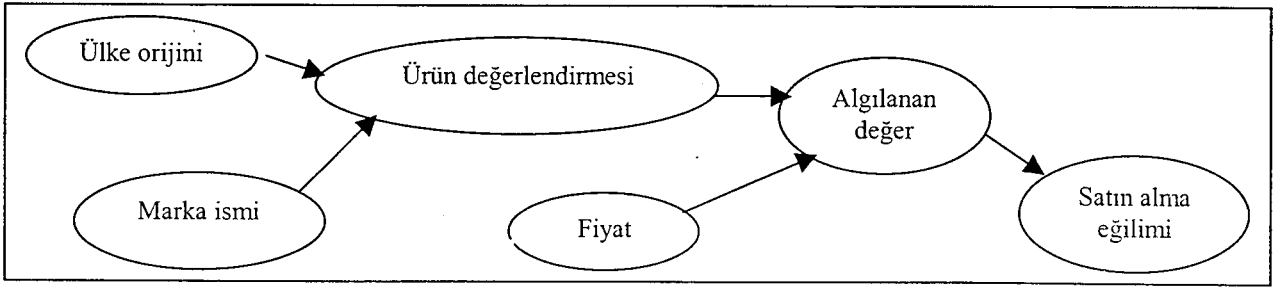 Ülke orijini
Ürün değerlendirmesi
Algılanan
değer
Marka ismi
Fiyat
Satın alma
eğilimi